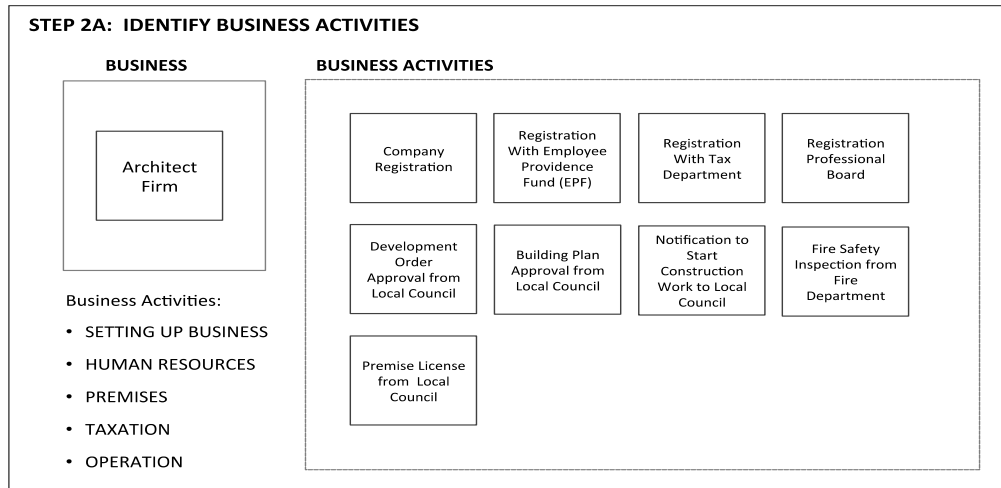 STEP 2A: IDENTIFY BUSINESS ACTIVITIES
BUSINESS
Architect
Firm
Business Activities:
• SETTING UP BUSINESS
• HUMAN RESOURCES
• PREMISES
• TAXATION
• OPERATION
BUSINESS ACTIVITIES
Company
Registration
Registration
With Employee
Providence
Fund (EPF)
Registration
With Tax
Department
Registration
Professional
Board
Development
Order
Approval from
Local Council
Building Plan
Approval from
Local Council
Notification to
Start
Construction
Work to Local
Council
Fire Safety
Inspection from
Fire
Department
Premise License
from Local
Council